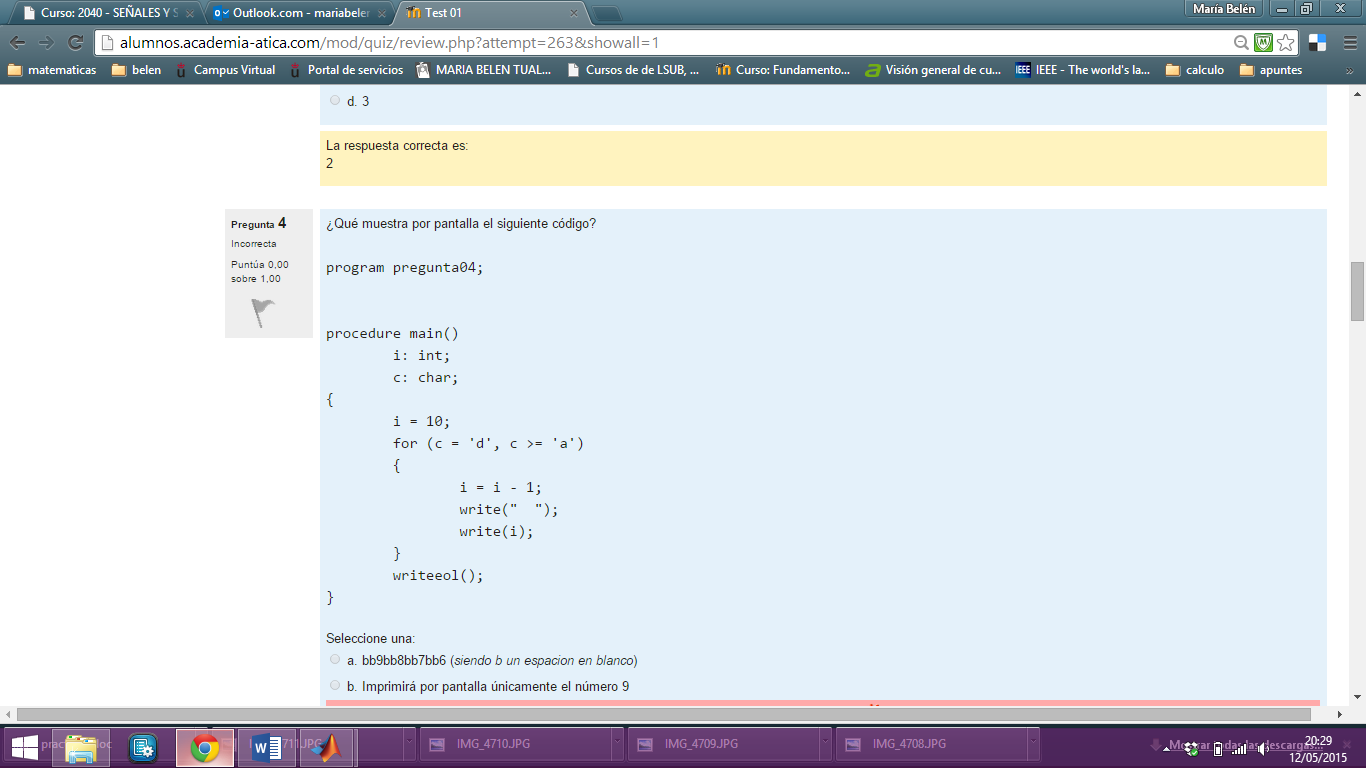 Curso: 2040 - SEÑALES Y S
Outlook.com - mariabelen
Test 01
María Belén
alumnos.academia-atica.com/mod/quiz/review.php?attempt=263&showall=1
matematicas
belen
Campus Virtual
Portal de servicios
MARIA BELEN TUAL...
Cursos de de LSUB, ...
Curso: Fundamento...
Visión general de cu...
IEEE - The world's la...
calculo
apuntes
d. 3
La respuesta correcta es:
2
Pregunta 4
Incorrecta
Puntúa 0,00
sobre 1,00
¿Qué muestra por pantalla el siguiente código?
program pregunta04;
procedure main()
i: int;
c: char;
{
i = 10;
for (c = 'd', c >= 'a')
{
i = i - 1;
write("  ");
write(i);
}
writeeol();
}
Seleccione una:
a. bb9bb8bb7bb6 (siendo b un espacion en blanco)
b. Imprimirá por pantalla únicamente el número 9
IMG_4710.JPG
IMG_4709.JPG
IMG_4708.JPG
20:29
12/05/2015